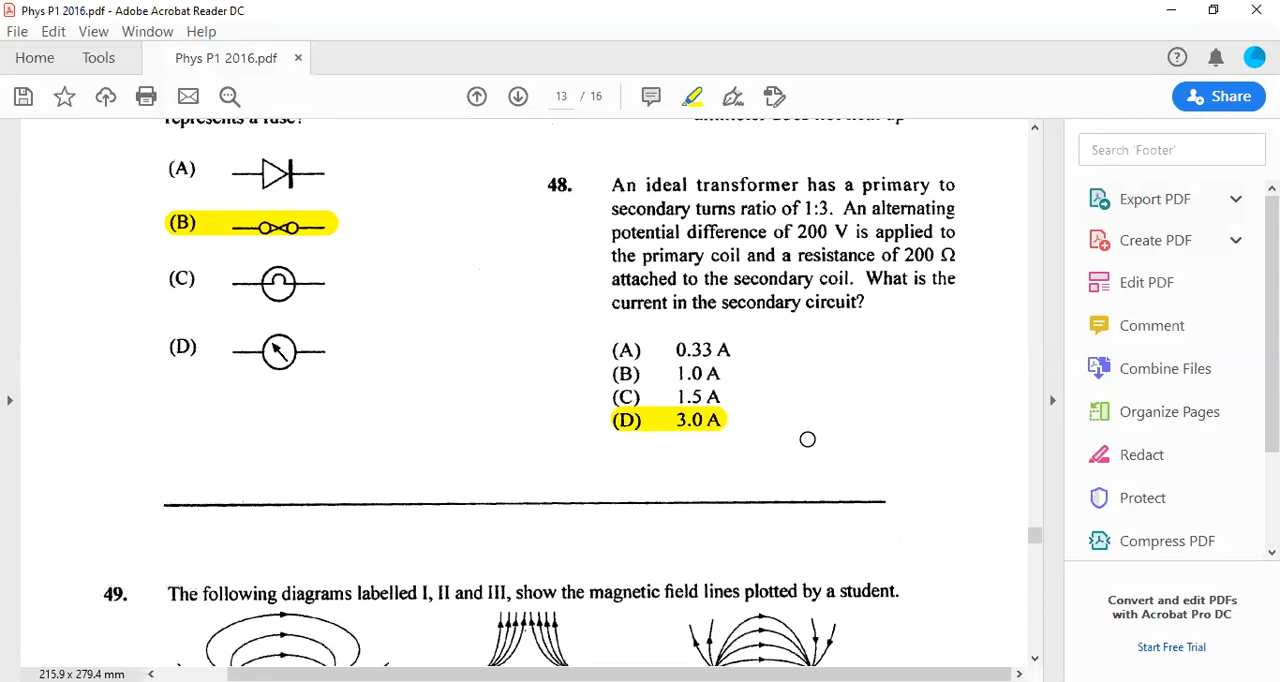 Phys P1 2016.pdf - Adobe Acrobat Reader DC
File Edit View Window Help
Home Tools Phys P1 2016.pdf ×
13 / 16
Share
represents a fuse?
(A)
(B)
(C)
(D)
48. An ideal transformer has a primary to
secondary turns ratio of 1:3. An alternating
potential difference of 200 V is applied to
the primary coil and a resistance of 200 Ω
attached to the secondary coil. What is the
current in the secondary circuit?
(A) 0.33 A
(B) 1.0 A
(C) 1.5 A
(D) 3.0 A
49. The following diagrams labelled I, II and III, show the magnetic field lines plotted by a student.
Search 'Footer'
Export PDF
Create PDF
Edit PDF
Comment
Combine Files
Organize Pages
Redact
Protect
Compress PDF
Convert and edit PDFs
with Acrobat Pro DC
Start Free Trial
215.9 x 279.4 mm